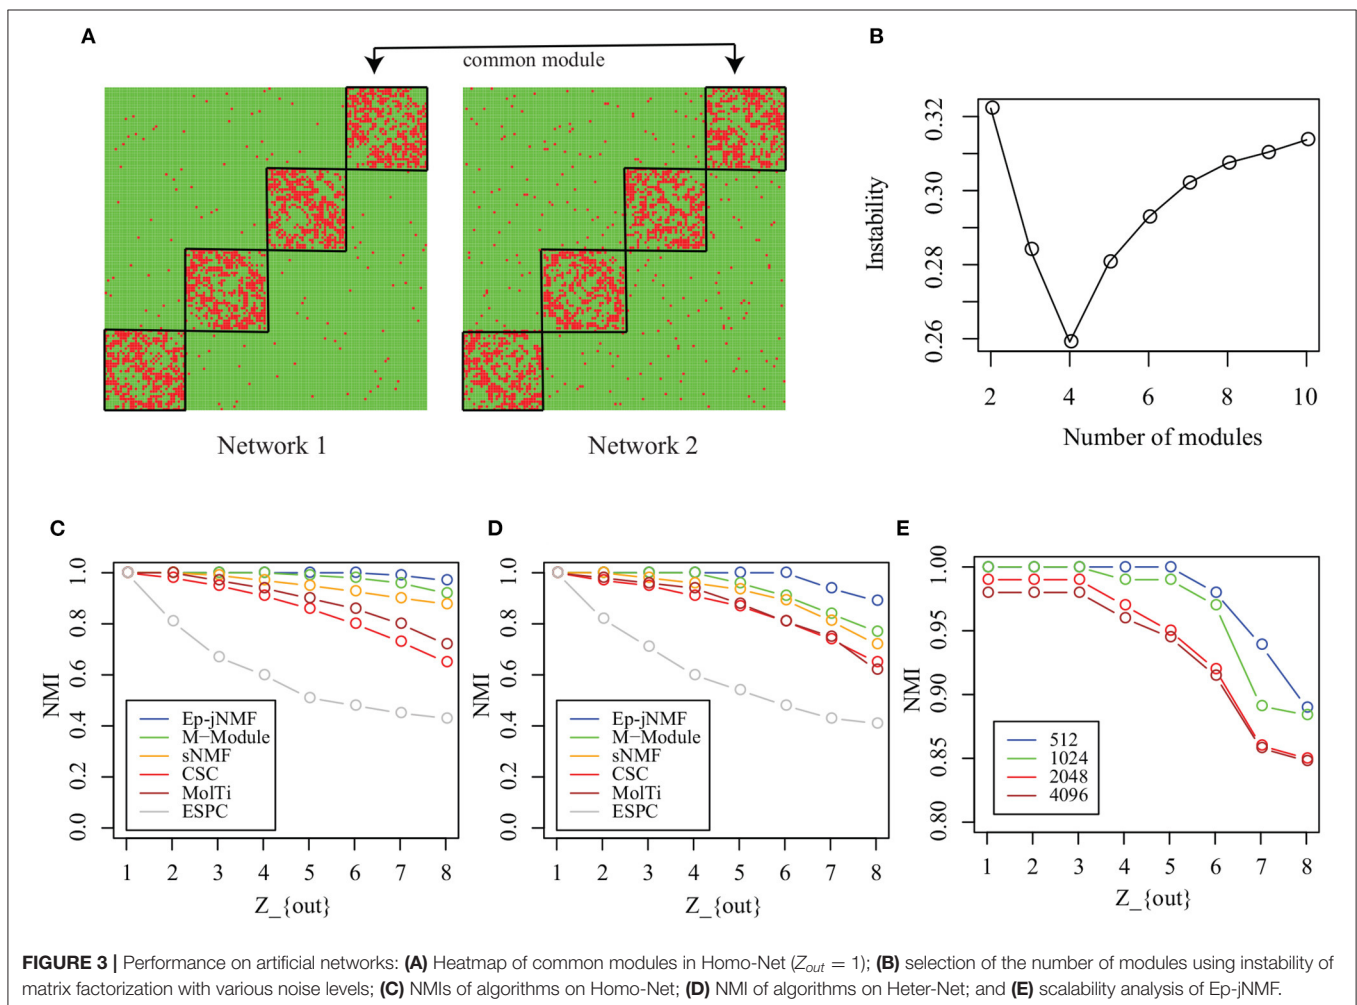 A
common module
Network 1
Network 2
B
Instability
0.32
0.30
0.28
0.26
2 4 6 8 10
Number of modules
C
NMI
1.0
0.8
0.6
0.4
0.2
0.0
Ep-jNMF
M-Module
sNMF
CSC
MolTi
ESPC
1 2 3 4 5 6 7 8
Z_{out}
D
NMI
1.0
0.8
0.6
0.4
0.2
0.0
Ep-jNMF
M-Module
sNMF
CSC
MolTi
ESPC
1 2 3 4 5 6 7 8
Z_{out}
E
NMI
1.00
0.95
0.90
0.85
0.80
512
1024
2048
4096
1 2 3 4 5 6 7 8
Z_{out}
FIGURE 3 | Performance on artificial networks: (A) Heatmap of common modules in Homo-Net (Zout = 1); (B) selection of the number of modules using instability of
matrix factorization with various noise levels; (C) NMIs of algorithms on Homo-Net; (D) NMI of algorithms on Heter-Net; and (E) scalability analysis of Ep-jNMF.